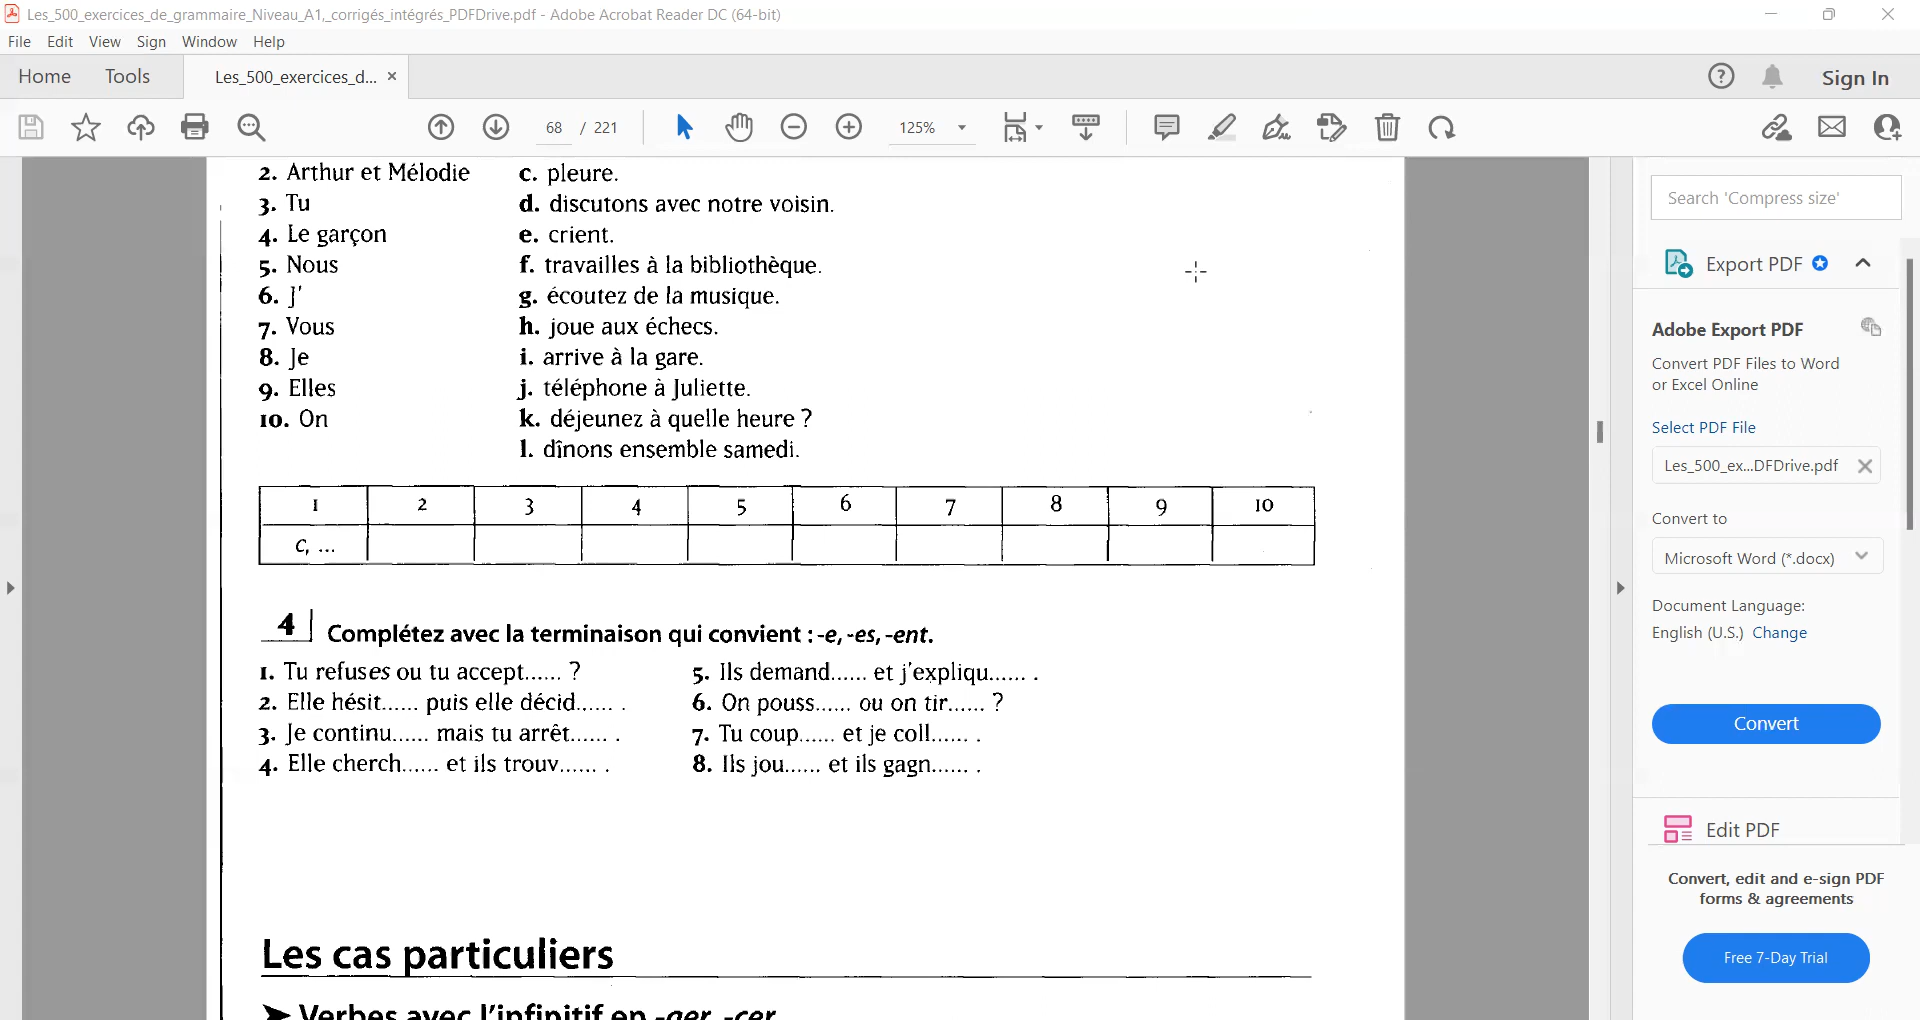 Les_500_exercices_de_grammaire_Niveau_A1,_corrigés_intégrés_PDFDrive.pdf - Adobe Acrobat Reader DC (64-bit)
File Edit View Sign Window Help
Home Tools Les_500_exercices_d... × Sign In
68 / 221 125%
2. Arthur et Mélodie c. pleure.
3. Tu d. discutons avec notre voisin.
4. Le garçon e. crient.
5. Nous f. travailles à la bibliothèque.
6. J' g. écoutez de la musique.
7. Vous h. joue aux échecs.
8. Je i. arrive à la gare.
9. Elles j. téléphone à Juliette.
10. On k. déjeunez à quelle heure ?
l. dînons ensemble samedi.
1 2 3 4 5 6 7 8 9 10
c, ...
4 Complétez avec la terminaison qui convient : -e, -es, -ent.
1. Tu refuses ou tu accept...... ? 5. Ils demand...... et j'expliqu...... .
2. Elle hésit...... puis elle décid...... . 6. On pouss...... ou on tir...... ?
3. Je continu...... mais tu arrêt...... . 7. Tu coup...... et je coll...... .
4. Elle cherch...... et ils trouv...... . 8. Ils jou...... et ils gagn...... .
Les cas particuliers
➤ Verbes avec l'infinitif en -ger, -cer
Search 'Compress size'
Export PDF
Adobe Export PDF
Convert PDF Files to Word
or Excel Online
Select PDF File
Les_500_ex...DFDrive.pdf
Convert to
Microsoft Word (*.docx)
Document Language:
English (U.S.) Change
Convert
Edit PDF
Convert, edit and e-sign PDF
forms & agreements
Free 7-Day Trial